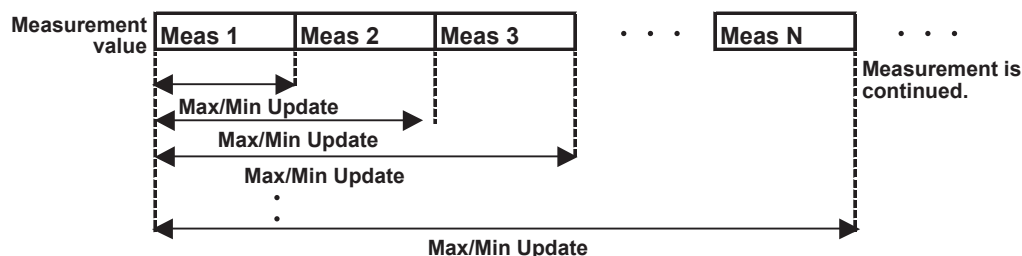 Measurement
value
Meas 1 Meas 2 Meas 3 · · · Meas N · · ·
Measurement is
continued.
Max/Min Update
Max/Min Update
Max/Min Update
Max/Min Update